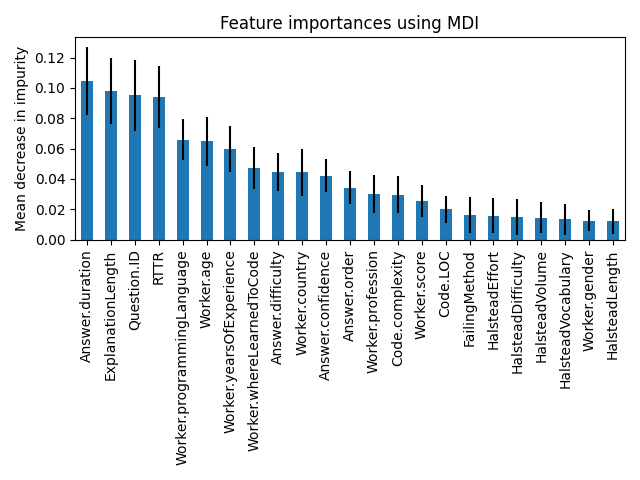 Feature importances using MDI
Mean decrease in impurity
0.12
0.10
0.08
0.06
0.04
0.02
0.00
Answer.duration
ExplanationLength
Question.ID
RTTR
Worker.programmingLanguage
Worker.age
Worker.yearsOfExperience
Worker.whereLearnedToCode
Answer.difficulty
Worker.country
Answer.confidence
Answer.order
Worker.profession
Code.complexity
Worker.score
Code.LOC
FailingMethod
HalsteadEffort
HalsteadDifficulty
HalsteadVolume
HalsteadVocabulary
Worker.gender
HalsteadLength